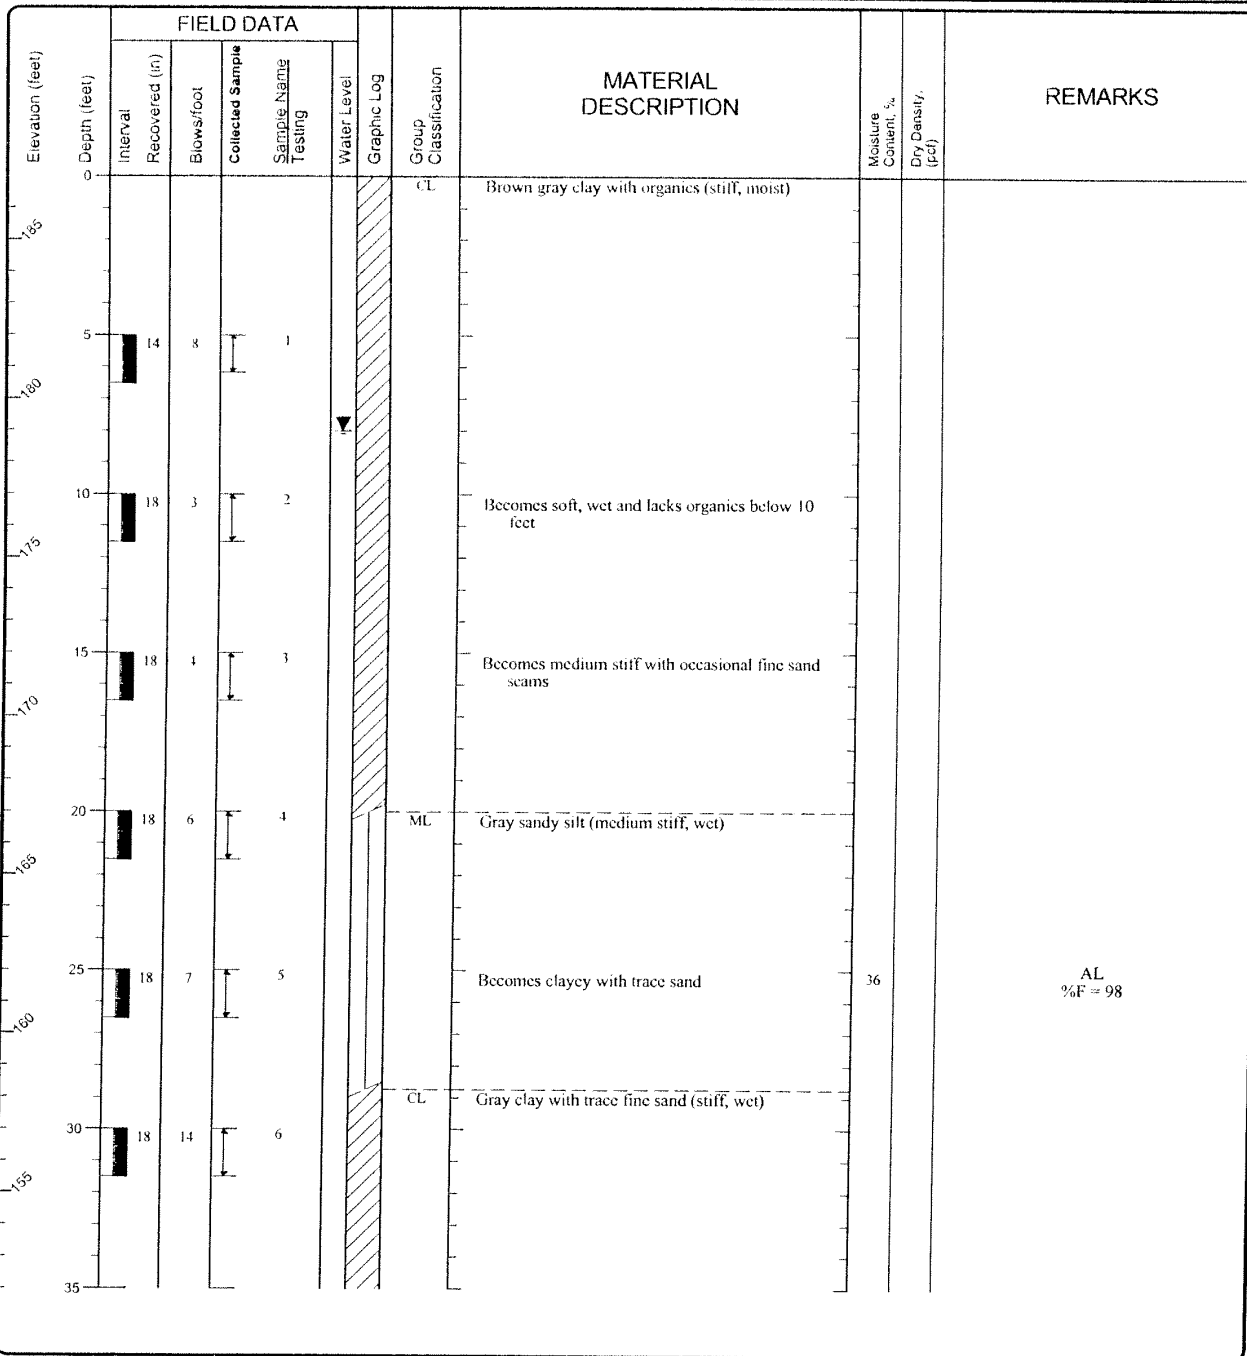 FIELD DATA
Elevation (feet)
Depth (feet)
Interval
Recovered (in)
Blows/foot
Collected Sample
Sample Name
Testing
Water Level
Graphic Log
Group
Classification
MATERIAL
DESCRIPTION
Moisture
Content, %
Dry Density,
(pcf)
REMARKS
0
CL
Brown gray clay with organics (stiff, moist)
185
5
14
8
1
180
10
18
3
2
Becomes soft, wet and lacks organics below 10
feet
175
15
18
4
3
Becomes medium stiff with occasional fine sand
seams
170
20
18
6
4
ML
Gray sandy silt (medium stiff, wet)
165
25
18
7
5
Becomes clayey with trace sand
36
AL
%F = 98
160
CL
Gray clay with trace fine sand (stiff, wet)
30
18
14
6
155
35